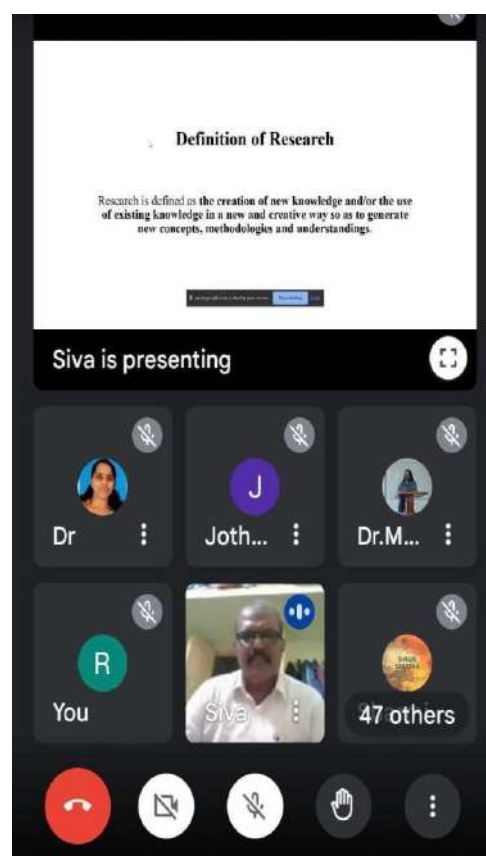 Definition of Research
Research is defined as the creation of new knowledge and/or the use
of existing knowledge in a new and creative way so as to generate
new concepts, methodologies and understandings.
Siva is presenting
J
Dr
Joth...
Dr.M...
R
You
Siva
47 others